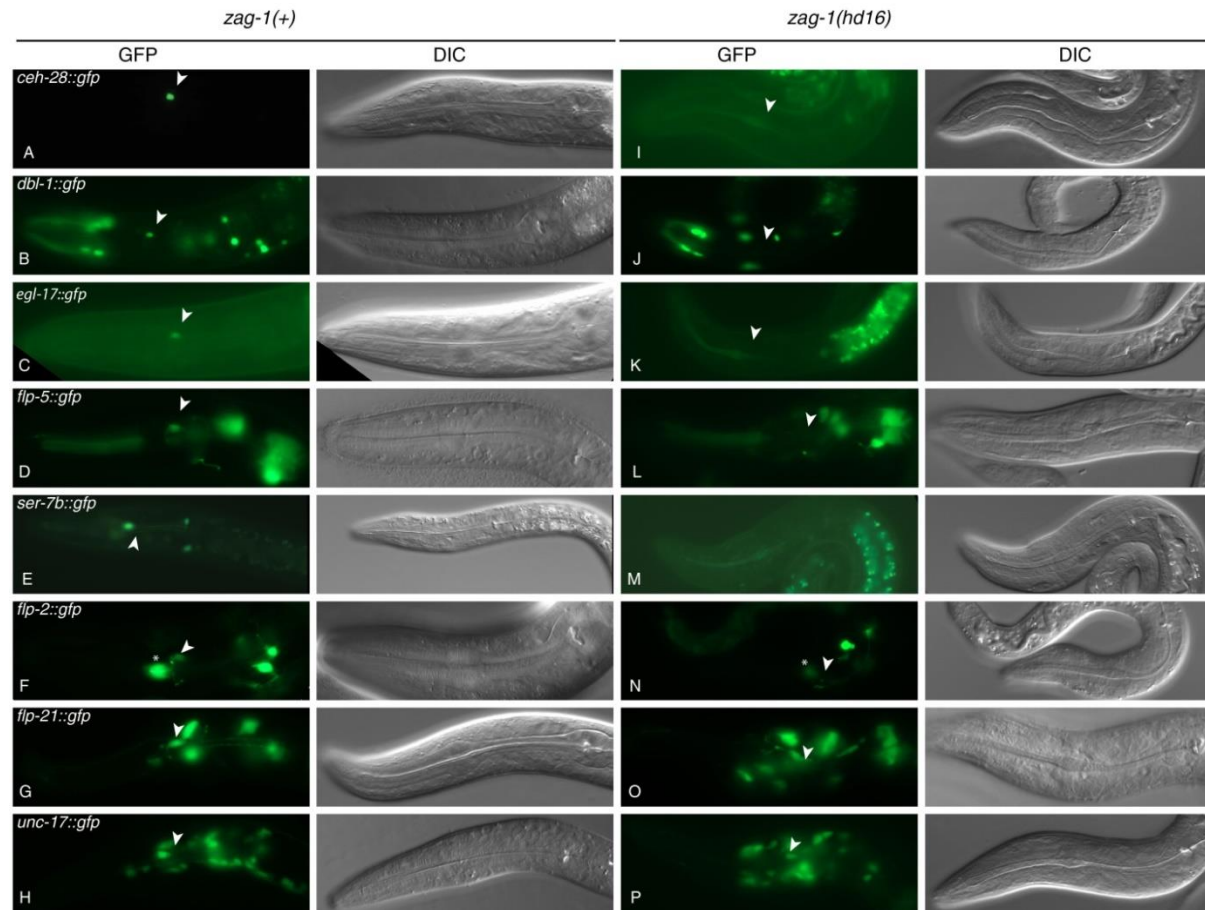 zag-1(+) zag-1(hd16)
GFP DIC GFP DIC
ceh-28::gfp
A I
dbl-1::gfp
B J
egl-17::gfp
C K
flp-5::gfp
D L
ser-7b::gfp
E M
flp-2::gfp
* *
F N
flp-21::gfp
G O
unc-17::gfp
H P